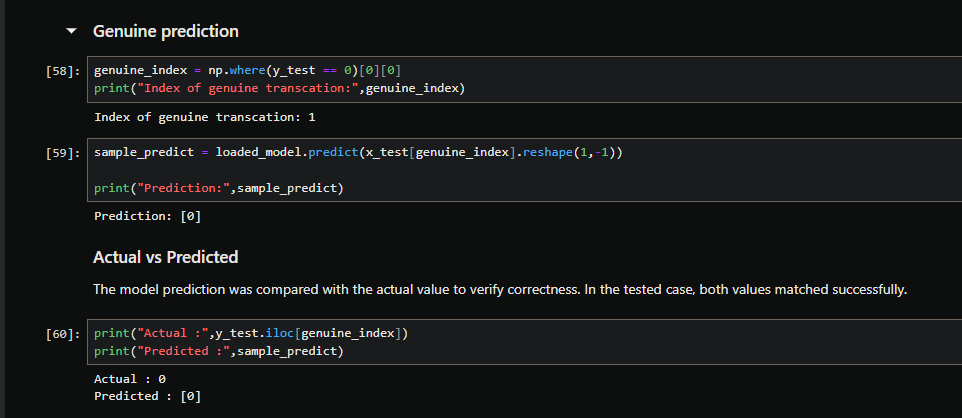 Genuine prediction
[58]: genuine_index = np.where(y_test == 0)[0][0]
print("Index of genuine transcation:",genuine_index)
Index of genuine transcation: 1
[59]: sample_predict = loaded_model.predict(x_test[genuine_index].reshape(1,-1))
print("Prediction:",sample_predict)
Prediction: [0]
Actual vs Predicted
The model prediction was compared with the actual value to verify correctness. In the tested case, both values matched successfully.
[60]: print("Actual :",y_test.iloc[genuine_index])
print("Predicted :",sample_predict)
Actual : 0
Predicted : [0]